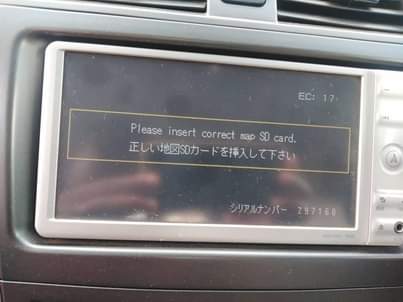 EC: 17
Please insert correct map SD card.
正しい地図SDカードを挿入して下さい
シリアルナンバー 297160